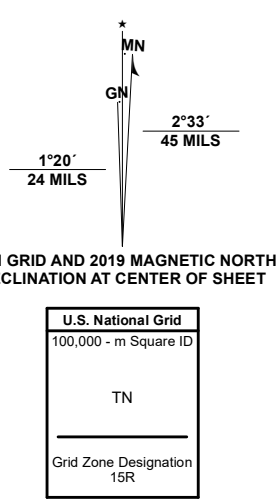 ★
MN
GN
2°33´
45 MILS
1°20´
24 MILS
GRID AND 2019 MAGNETIC NORTH
CLINATION AT CENTER OF SHEET
U.S. National Grid
100,000 - m Square ID
TN
Grid Zone Designation
15R